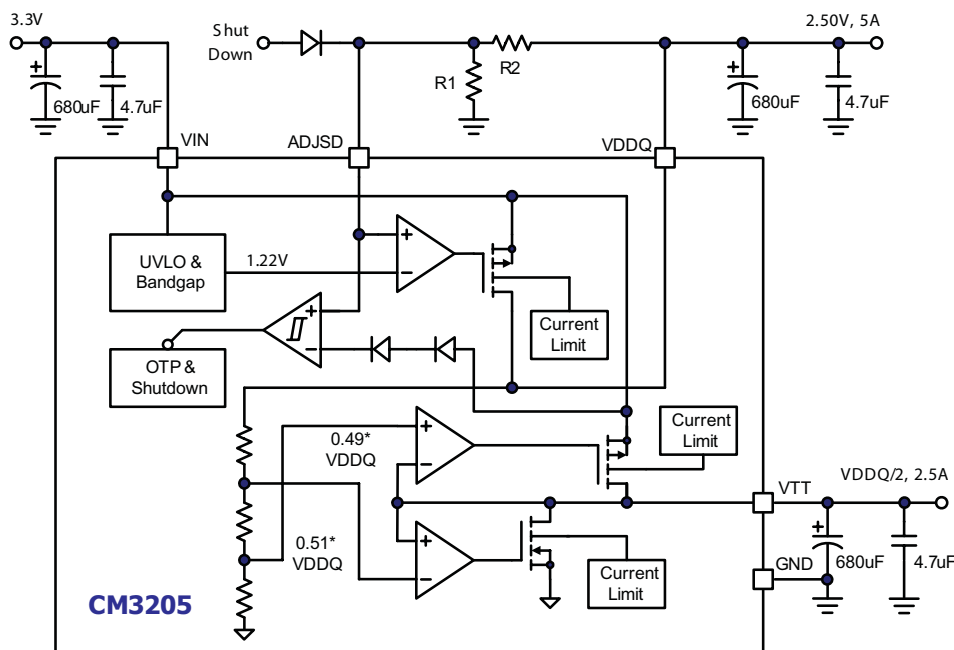 3.3V
Shut
Down
2.50V, 5A
R1
R2
+
680uF
4.7uF
+
680uF
4.7uF
VIN
ADJSD
VDDQ
UVLO &
Bandgap
1.22V
+
−
Current
Limit
+
−
OTP &
Shutdown
Current
Limit
0.49*
VDDQ
+
−
VTT
VDDQ/2, 2.5A
0.51*
VDDQ
+
−
Current
Limit
GND
+
680uF
4.7uF
CM3205